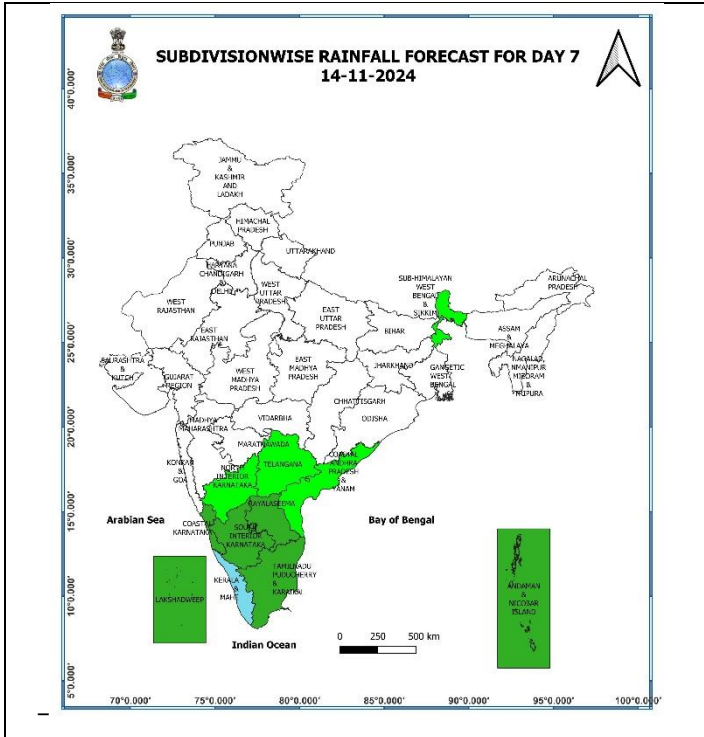 SUBDIVISIONWISE RAINFALL FORECAST FOR DAY 7
14-11-2024
40°0.000'
35°0.000'
30°0.000'
25°0.000'
20°0.000'
15°0.000'
10°0.000'
5°0.000'
JAMMU
&
KASHMIR
AND
LADAKH
HIMACHAL
PRADESH
PUNJAB
UTTARAKHAND
CHANDIGARH
DELHI
WEST
UTTAR
PRADESH
SUB-HIMALAYAN
WEST
BENGAL
&
SIKKIM
ARUNACHAL
PRADESH
WEST
RAJASTHAN
EAST
RAJASTHAN
EAST
UTTAR
PRADESH
BIHAR
ASSAM
&
MEGHALAYA
SAURASHTRA
&
KUTCH
GUJARAT
REGION
WEST
MADHYA
PRADESH
EAST
MADHYA
PRADESH
JHARKHAND
GANGETIC
WEST
BENGAL
MIZORAM
&
TRIPURA
CHHATTISGARH
ODISHA
MADHYA
MAHARASHTRA
VIDARBHA
MARATHAWADA
KONKAN
&
GOA
NORTH
INTERIOR
KARNATAKA
TELANGANA
COASTAL
ANDHRA
PRADESH
&
YANAM
RAYALASEEMA
Arabian Sea
Bay of Bengal
COASTAL
KARNATAKA
SOUTH
INTERIOR
KARNATAKA
TAMILNADU
PUDUCHERRY
&
KARAIKAL
KERALA
&
MAHE
LAKSHADWEEP
ANDAMAN
&
NICOBAR
ISLAND
Indian Ocean
0 250 500 km
70°0.000' 75°0.000' 80°0.000' 85°0.000' 90°0.000' 95°0.000' 100°0.000'